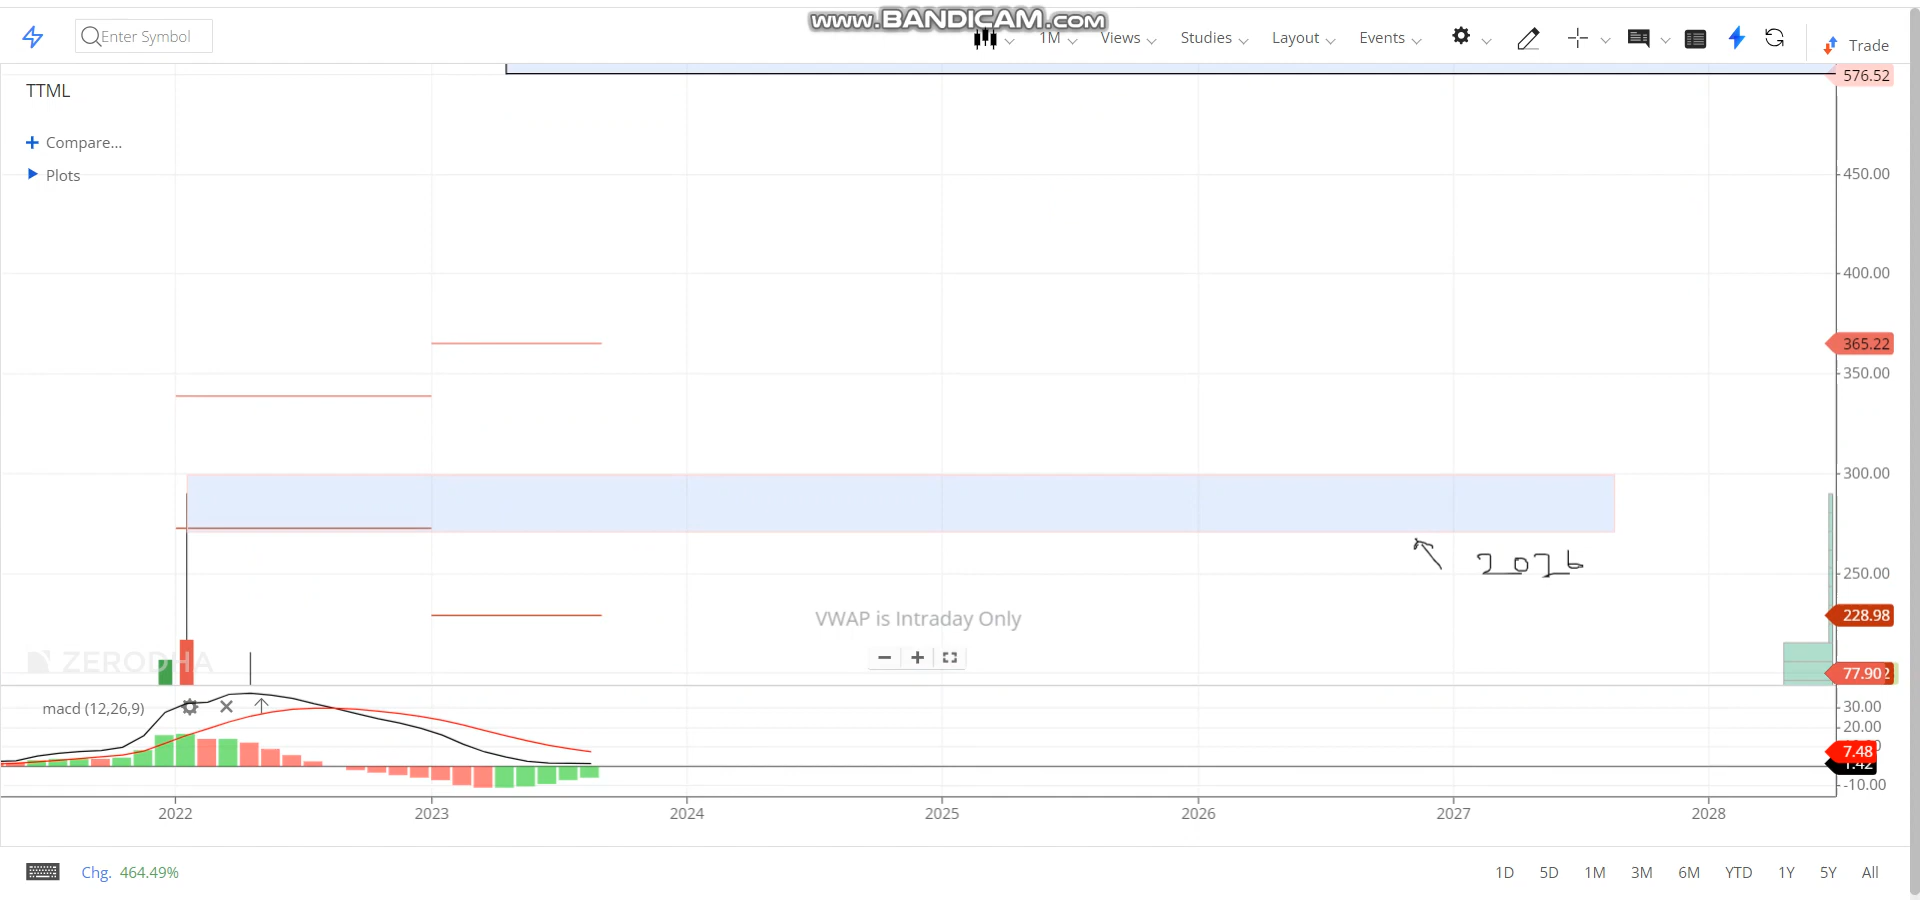 www.BANDICAM.com
Enter Symbol
1M
Views
Studies
Layout
Events
Trade
TTML
576.52
Compare...
Plots
450.00
400.00
365.22
350.00
300.00
2026
250.00
VWAP is Intraday Only
228.98
ZERODHA
77.90
macd (12,26,9)
30.00
20.00
7.48
1.42
-10.00
2022 2023 2024 2025 2026 2027 2028
Chg. 464.49%
1D 5D 1M 3M 6M YTD 1Y 5Y All